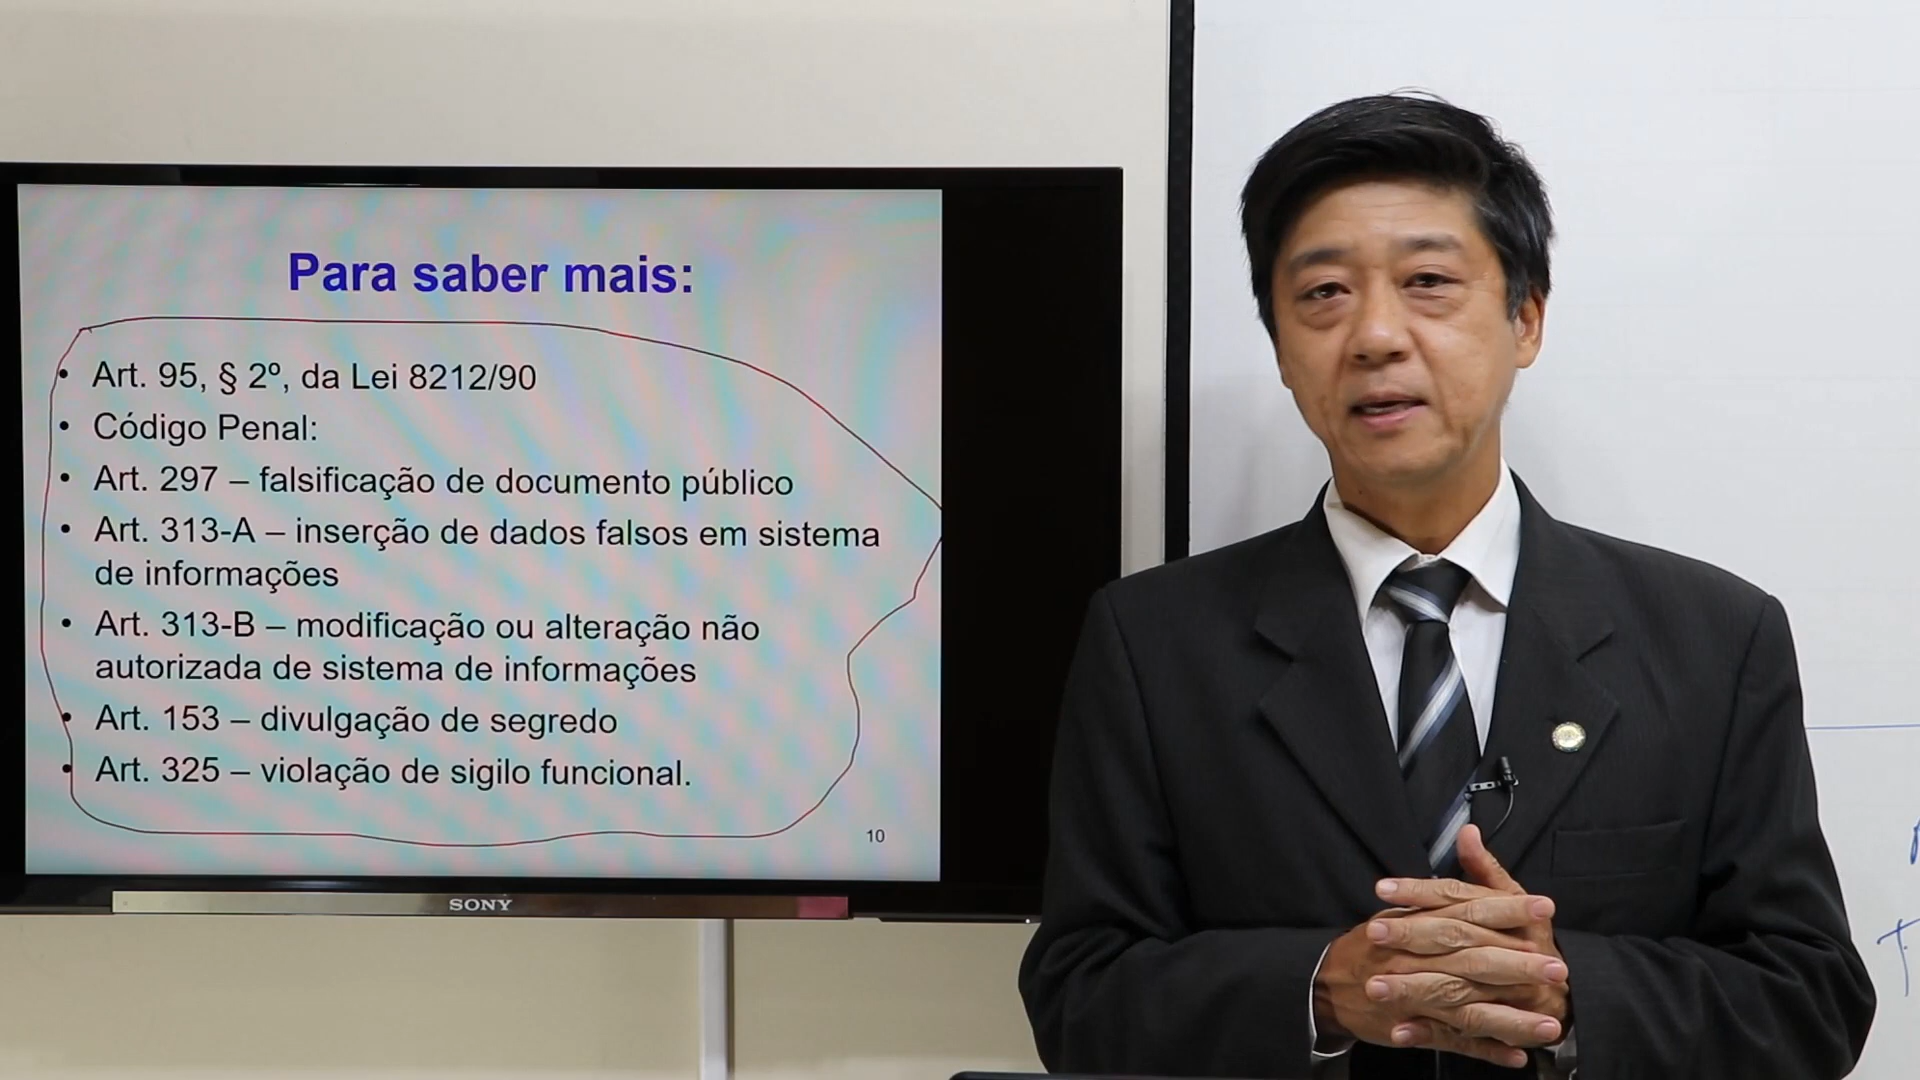 Para saber mais:
• Art. 95, § 2º, da Lei 8212/90
• Código Penal:
• Art. 297 – falsificação de documento público
• Art. 313-A – inserção de dados falsos em sistema
de informações
• Art. 313-B – modificação ou alteração não
autorizada de sistema de informações
• Art. 153 – divulgação de segredo
• Art. 325 – violação de sigilo funcional.
10
SONY